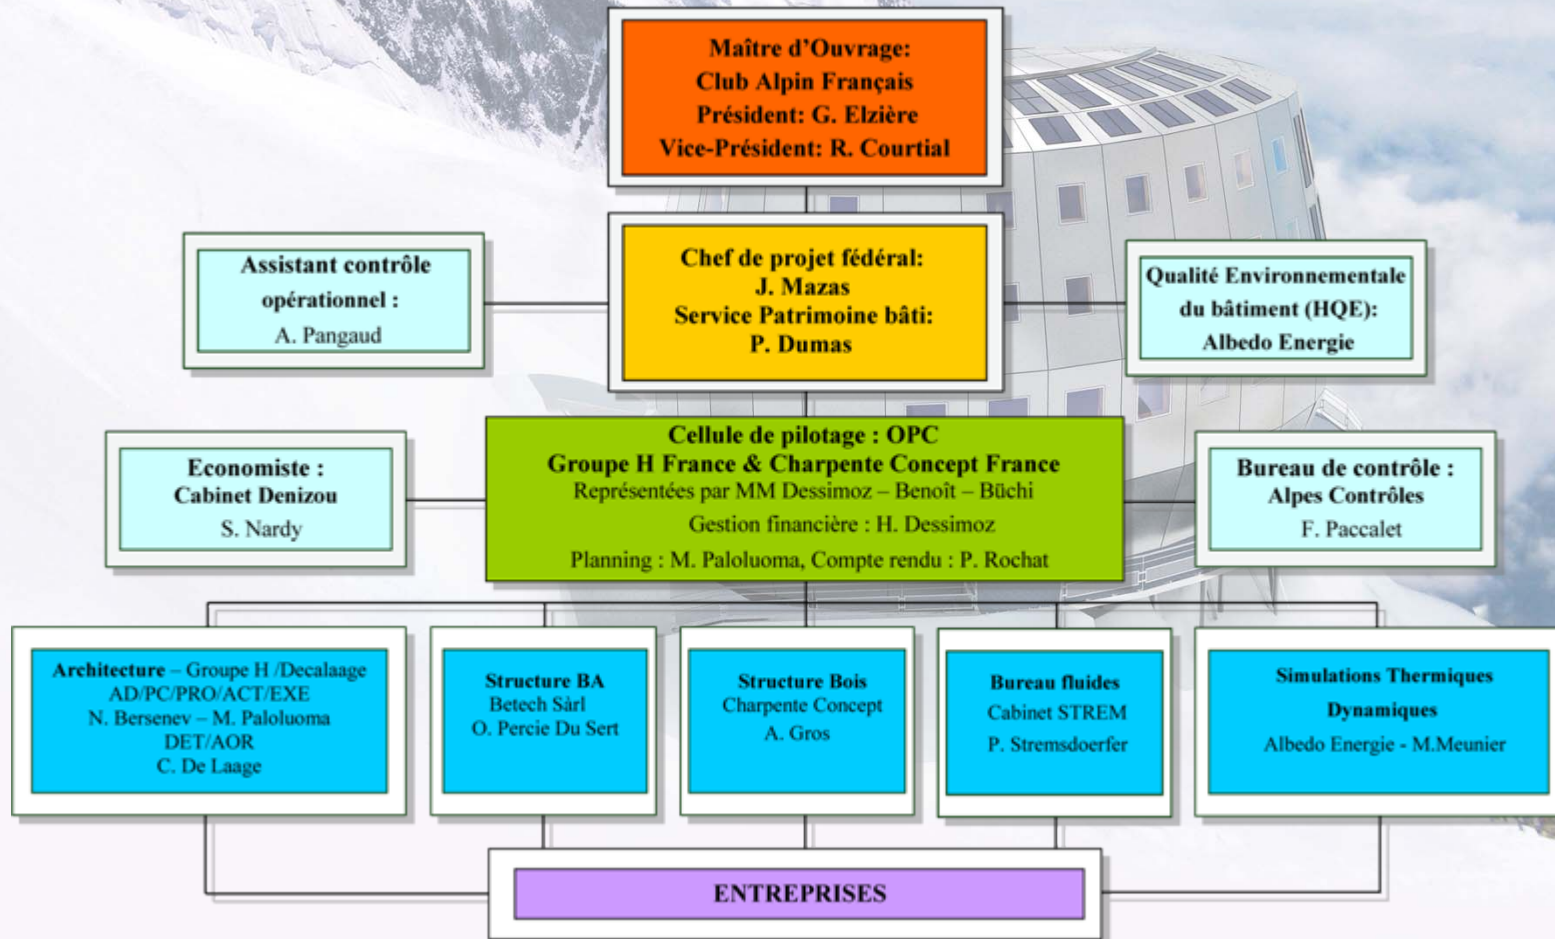 Maître d'Ouvrage:
Club Alpin Français
Président: G. Elzière
Vice-Président: R. Courtial
Assistant contrôle
opérationnel :
A. Pangaud
Chef de projet fédéral:
J. Mazas
Service Patrimoine bâti:
P. Dumas
Qualité Environnementale
du bâtiment (HQE):
Albedo Energie
Economiste :
Cabinet Denizou
S. Nardy
Cellule de pilotage : OPC
Groupe H France & Charpente Concept France
Représentées par MM Dessimoz – Benoît – Büchi
Gestion financière : H. Dessimoz
Planning : M. Paloluoma, Compte rendu : P. Rochat
Bureau de contrôle :
Alpes Contrôles
F. Paccalet
Architecture – Groupe H /Decalaage
AD/PC/PRO/ACT/EXE
N. Bersenev – M. Paloluoma
DET/AOR
C. De Laage
Structure BA
Betech Sàrl
O. Percie Du Sert
Structure Bois
Charpente Concept
A. Gros
Bureau fluides
Cabinet STREM
P. Stremsdoerfer
Simulations Thermiques
Dynamiques
Albedo Energie - M.Meunier
ENTREPRISES